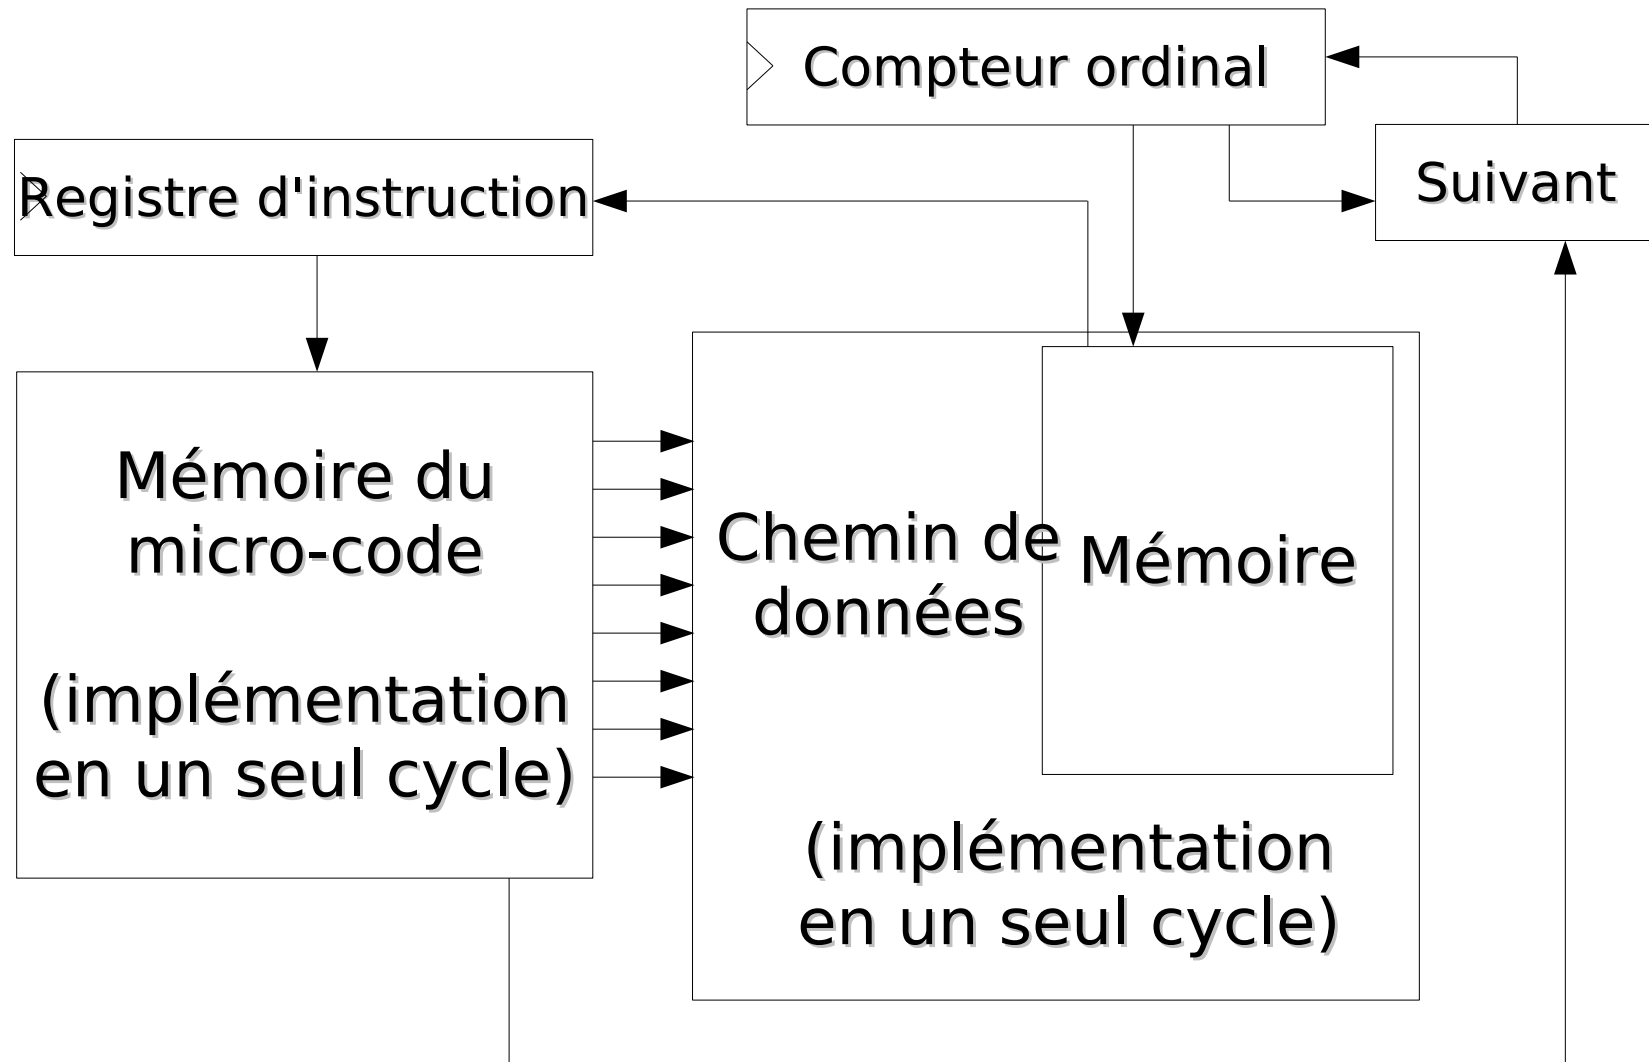 Compteur ordinal
Suivant
Registre d'instruction
Mémoire du
micro-code
(implémentation
en un seul cycle)
Chemin de
données
Mémoire
(implémentation
en un seul cycle)